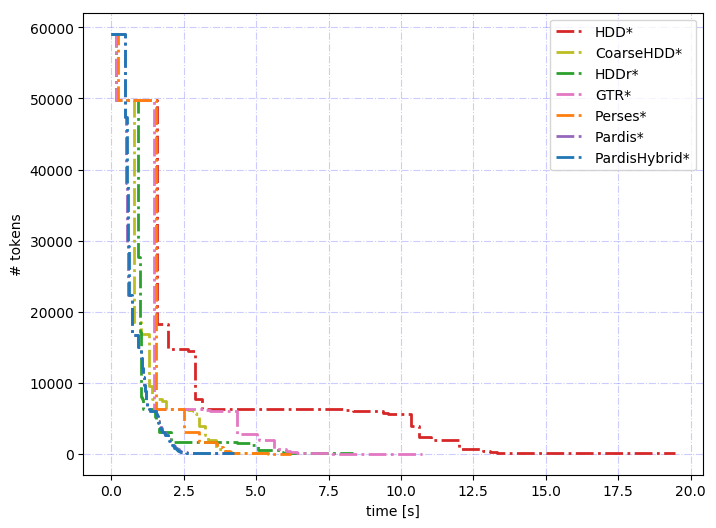 60000
50000
40000
30000
20000
10000
0
# tokens
HDD*
CoarseHDD*
HDDr*
GTR*
Perses*
Pardis*
PardisHybrid*
0.0 2.5 5.0 7.5 10.0 12.5 15.0 17.5 20.0
time [s]